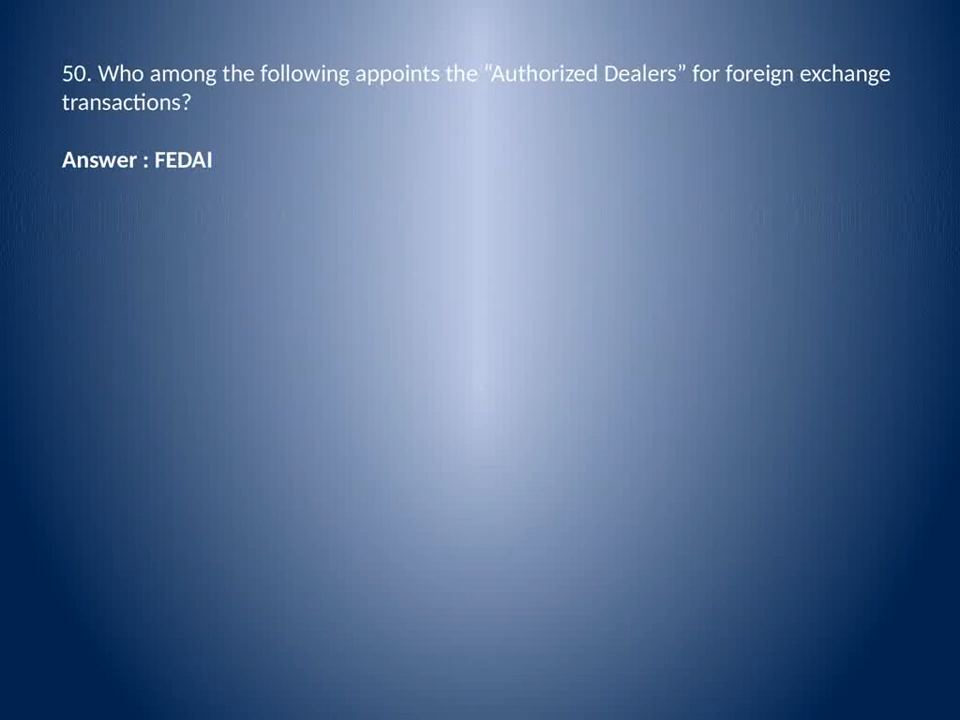 50. Who among the following appoints the “Authorized Dealers” for foreign exchange
transactions?
Answer : FEDAI